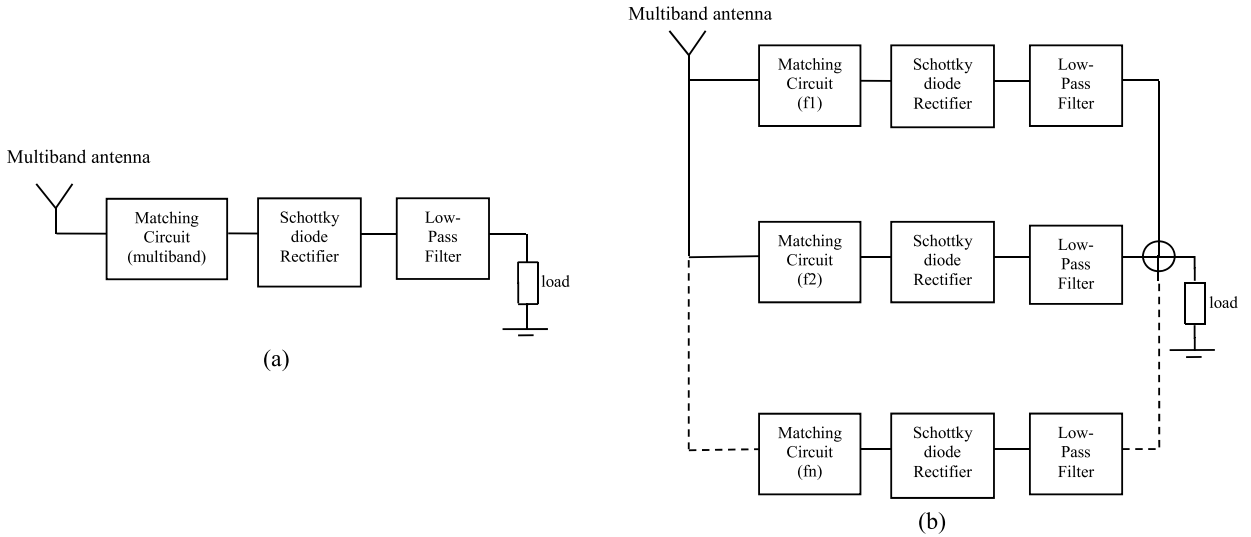 Multiband antenna
Matching
Circuit
(multiband)
Schottky
diode
Rectifier
Low-
Pass
Filter
load
(a)
Multiband antenna
Matching
Circuit
(f1)
Schottky
diode
Rectifier
Low-
Pass
Filter
Matching
Circuit
(f2)
Schottky
diode
Rectifier
Low-
Pass
Filter
load
Matching
Circuit
(fn)
Schottky
diode
Rectifier
Low-
Pass
Filter
(b)